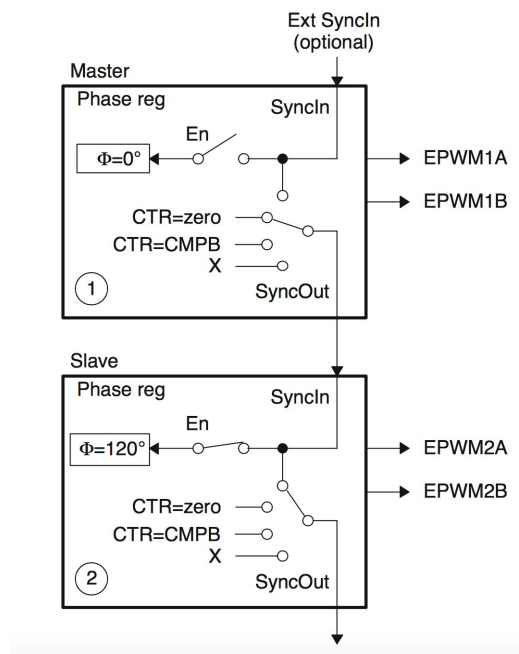 Ext SyncIn
(optional)
Master
Phase reg
SyncIn
En
Φ=0°
EPWM1A
EPWM1B
CTR=zero
CTR=CMPB
X
1
SyncOut
Slave
Phase reg
SyncIn
En
Φ=120°
EPWM2A
EPWM2B
CTR=zero
CTR=CMPB
X
2
SyncOut